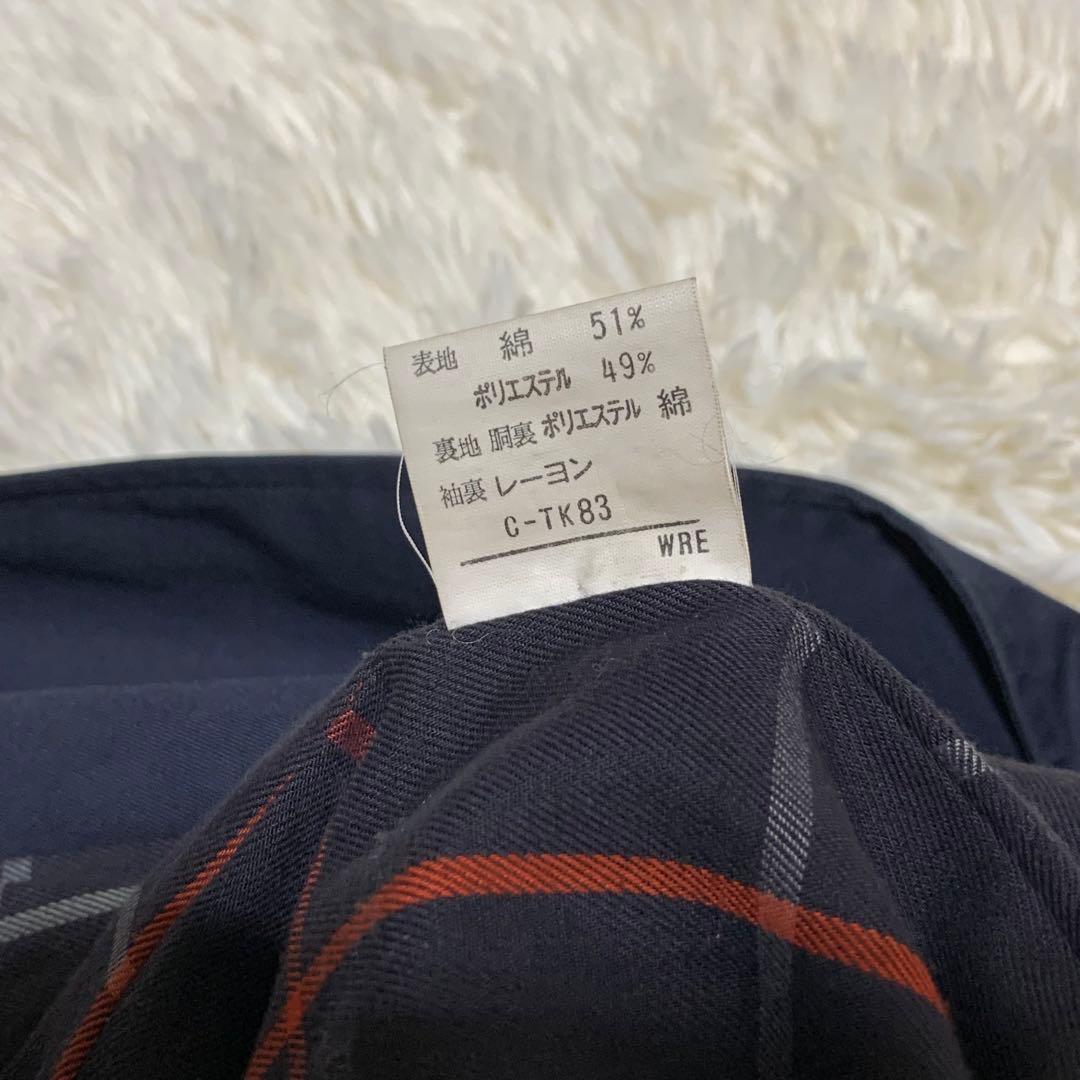 表地 綿 51%
ポリエステル 49%
裏地 胴裏 ポリエステル 綿
袖裏 レーヨン
C-TK83
WRE